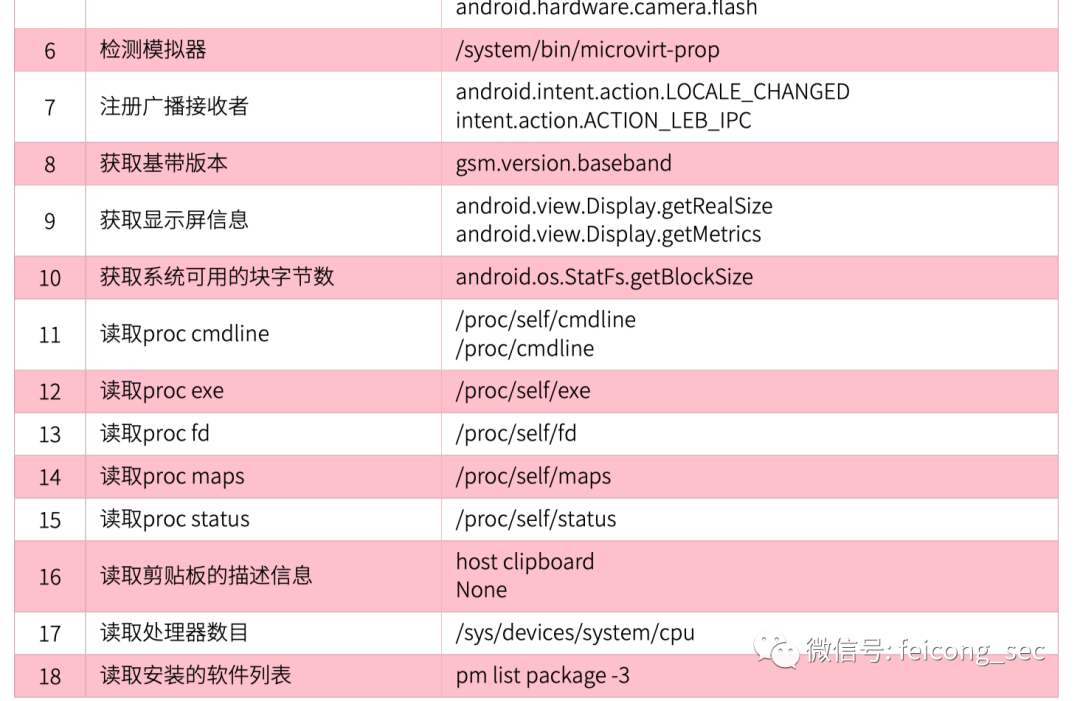 android.hardware.camera.flash
6 检测模拟器 /system/bin/microvirt-prop
7 注册广播接收者 android.intent.action.LOCALE_CHANGED
intent.action.ACTION_LEB_IPC
8 获取基带版本 gsm.version.baseband
9 获取显示屏信息 android.view.Display.getRealSize
android.view.Display.getMetrics
10 获取系统可用的块字节数 android.os.StatFs.getBlockSize
11 读取proc cmdline /proc/self/cmdline
/proc/cmdline
12 读取proc exe /proc/self/exe
13 读取proc fd /proc/self/fd
14 读取proc maps /proc/self/maps
15 读取proc status /proc/self/status
16 读取剪贴板的描述信息 host clipboard
None
17 读取处理器数目 /sys/devices/system/cpu
微信号: feicong_sec
18 读取安装的软件列表 pm list package -3